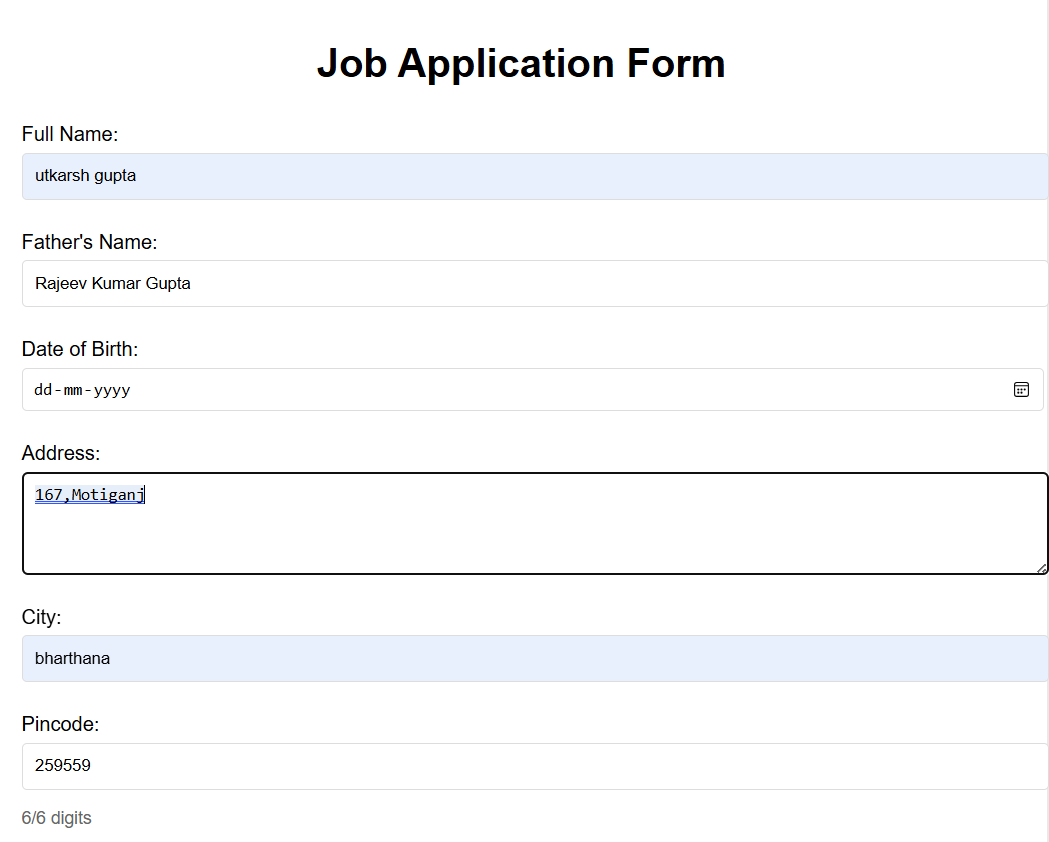 Job Application Form
Full Name:
utkarsh gupta
Father's Name:
Rajeev Kumar Gupta
Date of Birth:
dd-mm-yyyy
Address:
167,Motiganj
City:
bharthana
Pincode:
259559
6/6 digits